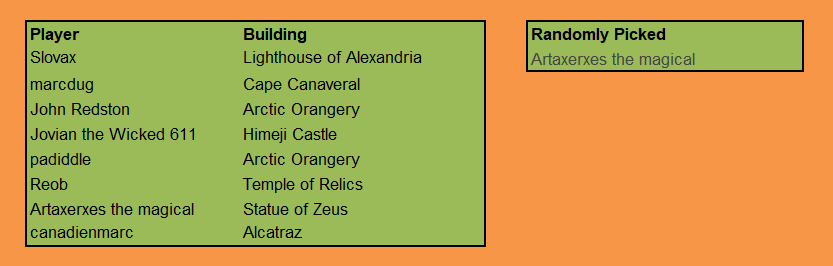 Player Building
Slovax Lighthouse of Alexandria
marcdug Cape Canaveral
John Redston Arctic Orangery
Jovian the Wicked 611 Himeji Castle
padiddle Arctic Orangery
Reob Temple of Relics
Artaxerxes the magical Statue of Zeus
canadienmarc Alcatraz
Randomly Picked
Artaxerxes the magical